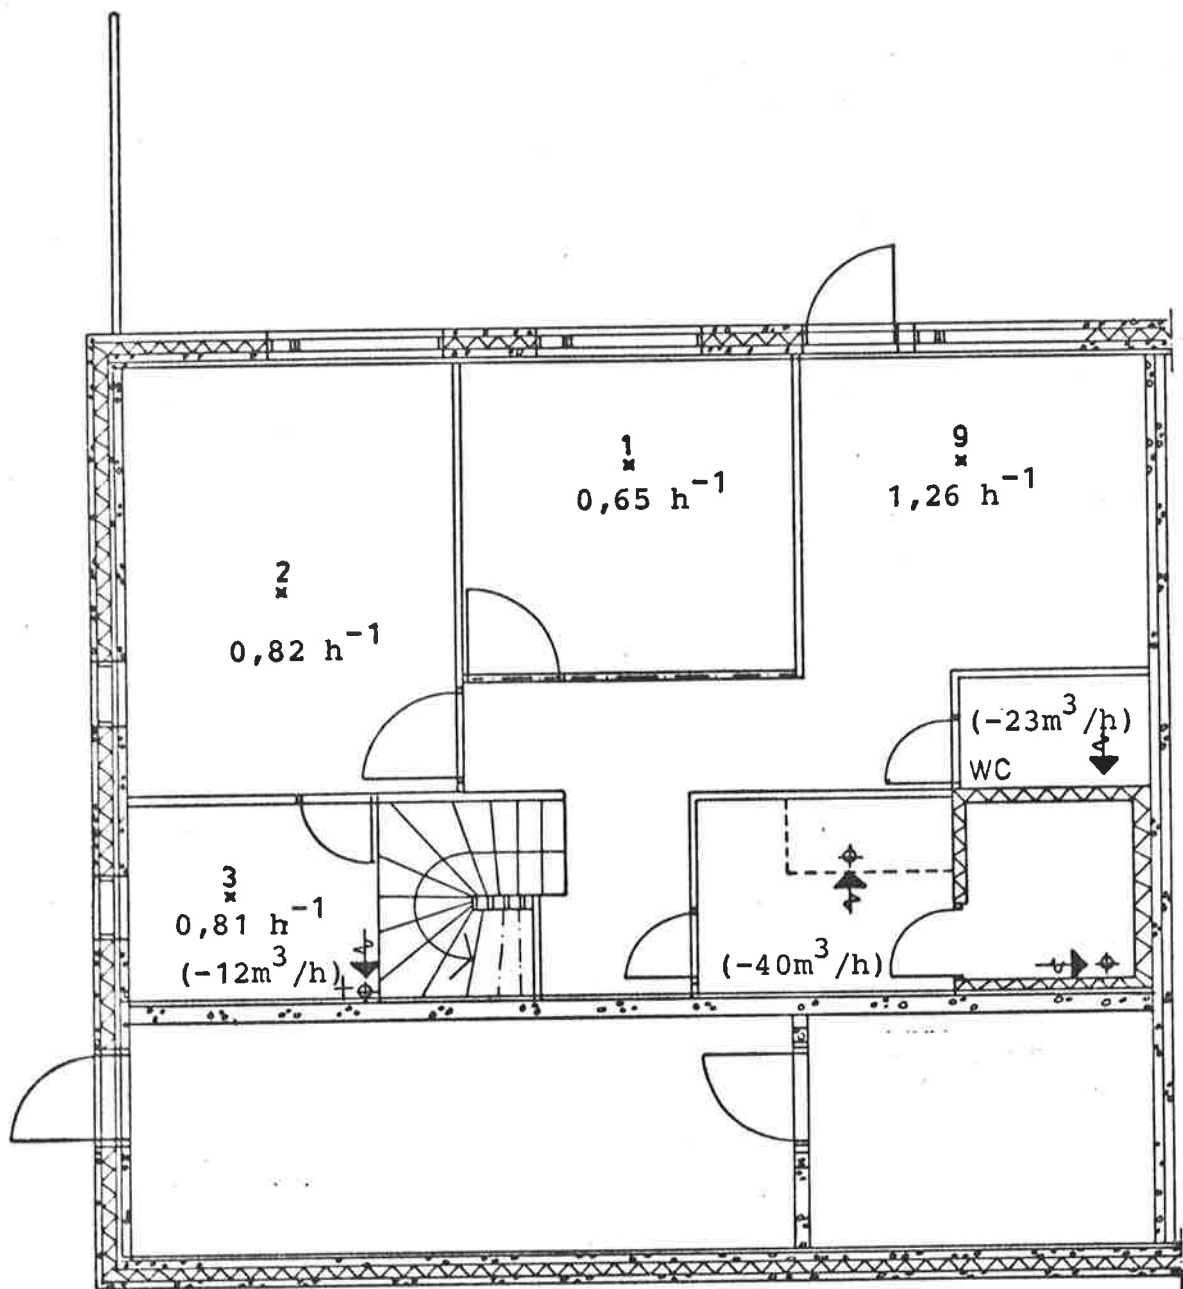 1
0,65 h⁻¹
9
1,26 h⁻¹
2
0,82 h⁻¹
(-23m³/h)
WC
3
0,81 h⁻¹
(-12m³/h)
(-40m³/h)